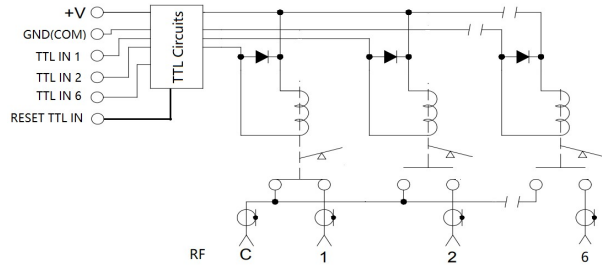 +V
GND(COM)
TTL IN 1
TTL IN 2
TTL IN 6
RESET TTL IN
TTL Circuits
RF C 1 2 6